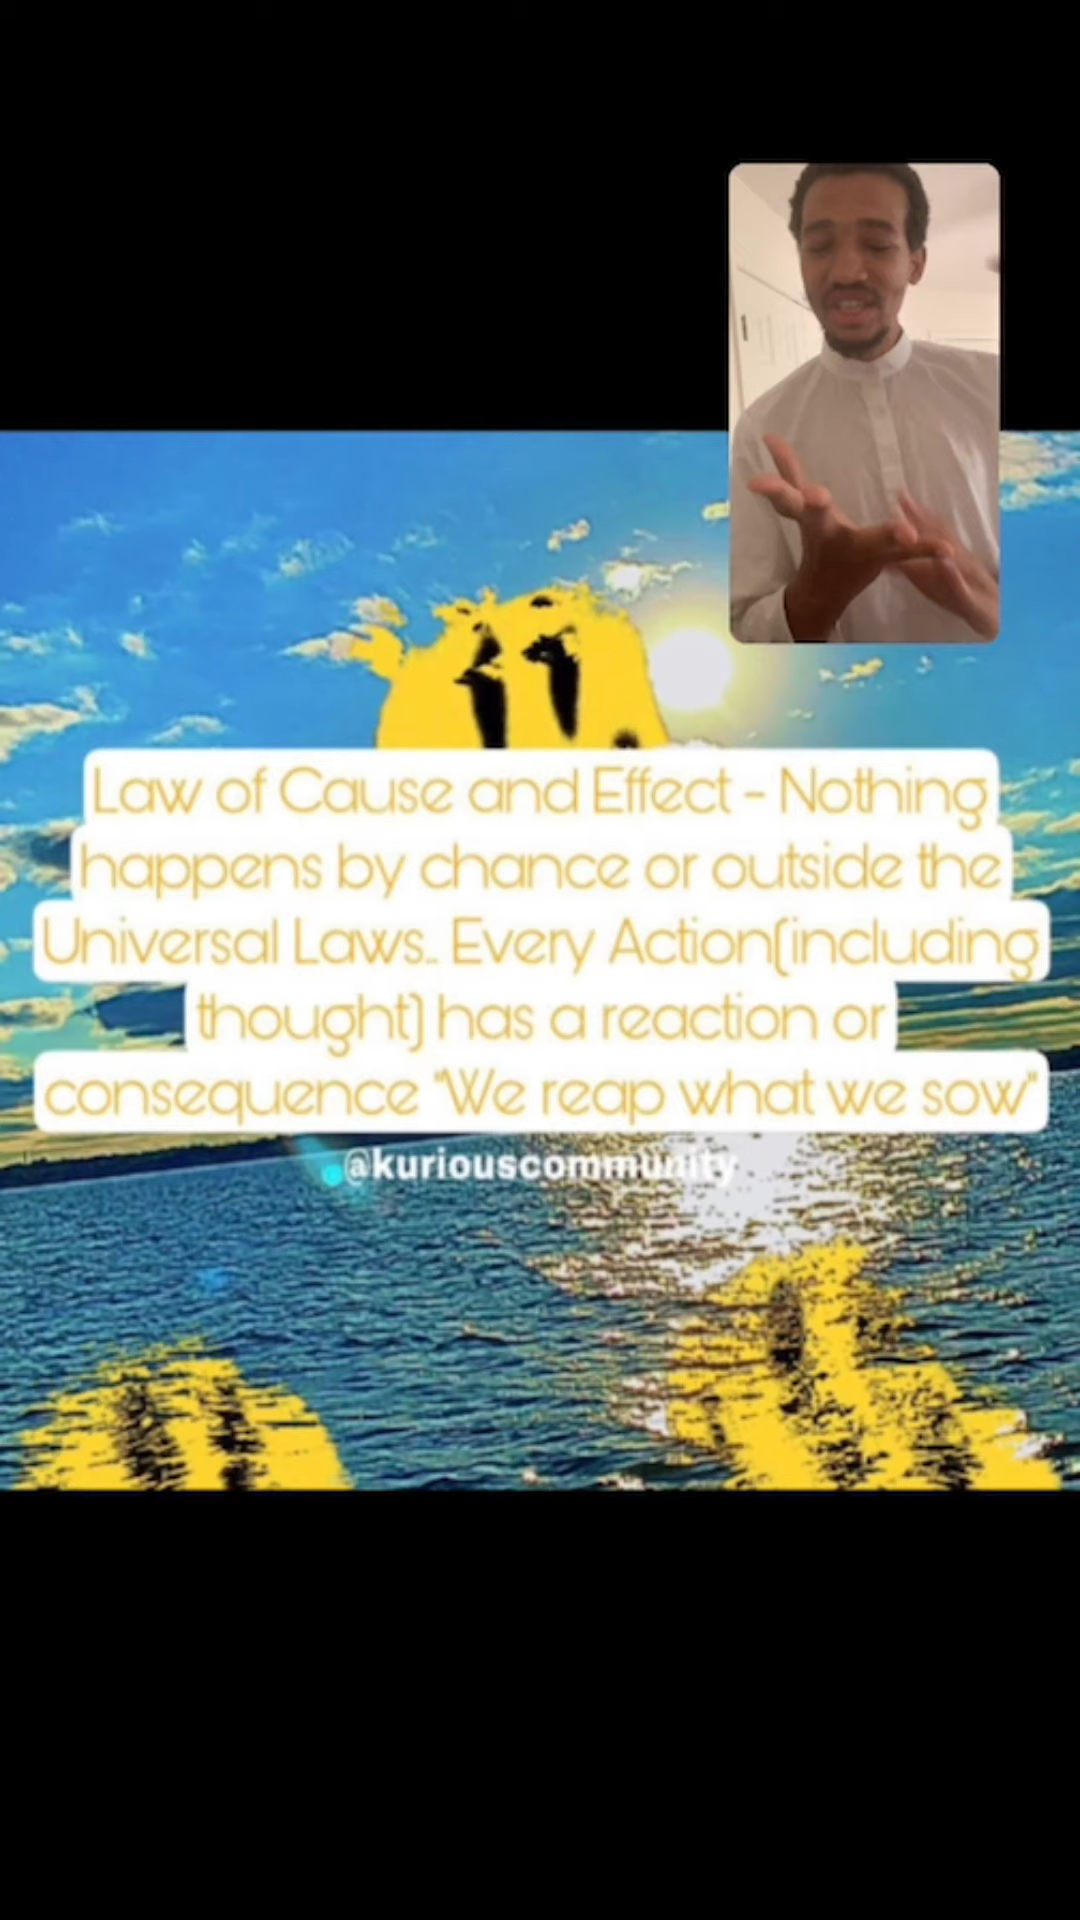 Law of Cause and Effect - Nothing
happens by chance or outside the
Universal Laws.. Every Action(including
thought) has a reaction or
consequence "We reap what we sow"
@kuriouscommunity